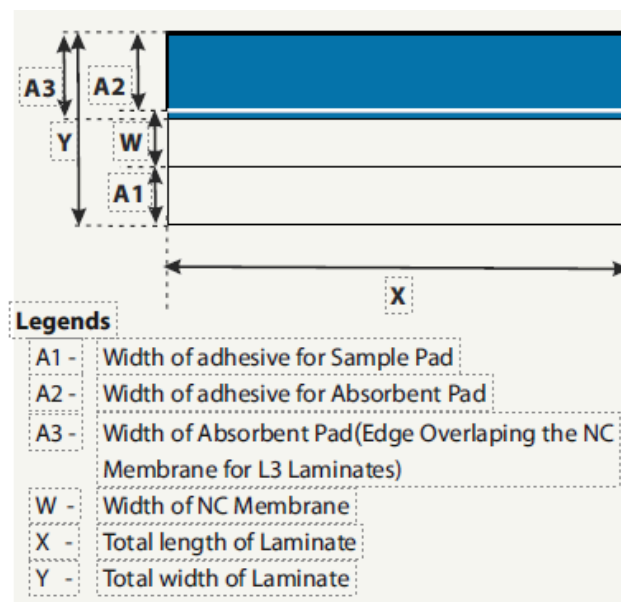 A3
A2
Y
W
A1
X
Legends
A1 - Width of adhesive for Sample Pad
A2 - Width of adhesive for Absorbent Pad
A3 - Width of Absorbent Pad(Edge Overlaping the NC
Membrane for L3 Laminates)
W - Width of NC Membrane
X - Total length of Laminate
Y - Total width of Laminate